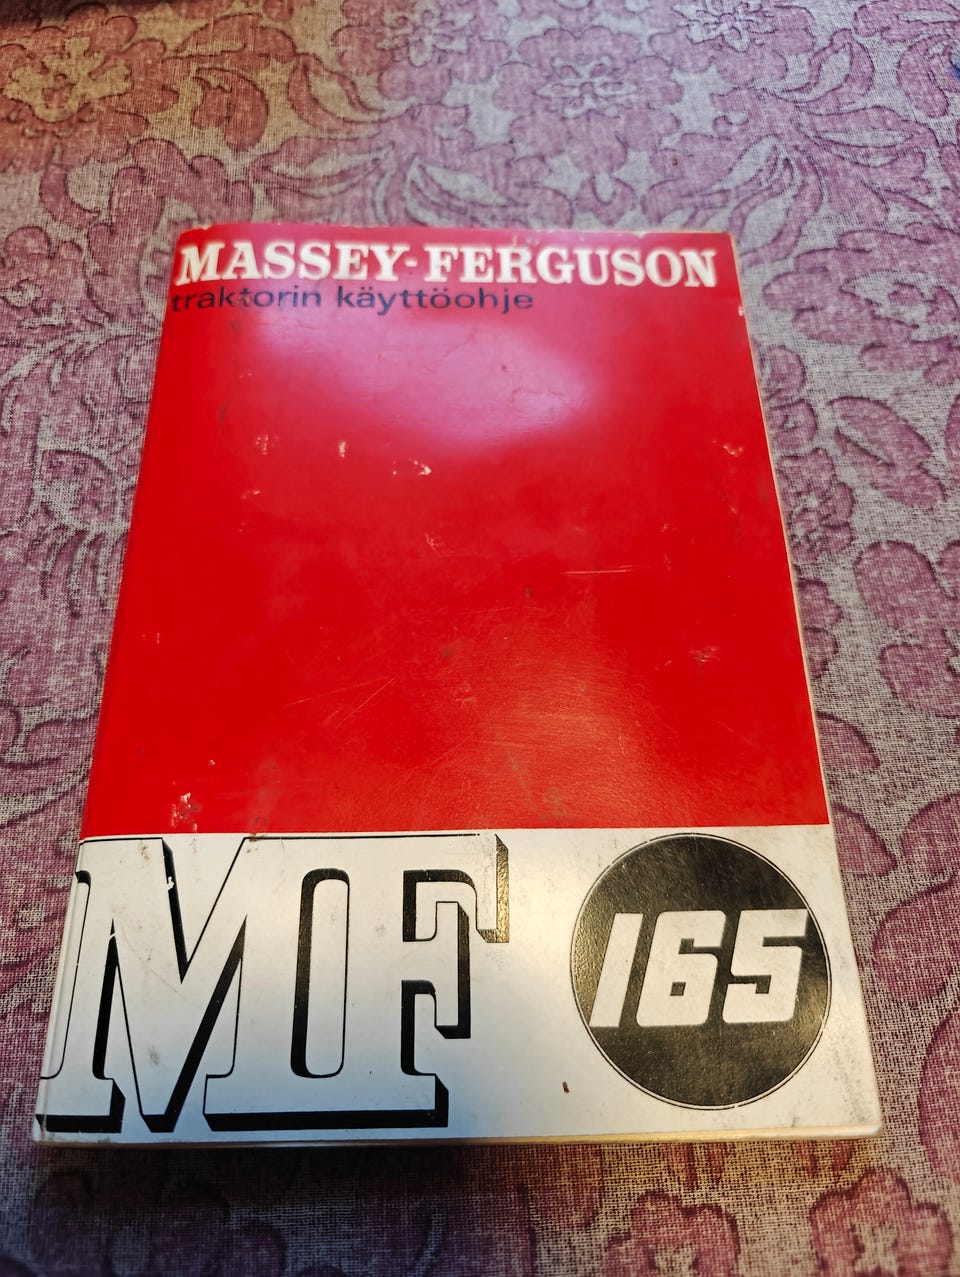 MASSEY-FERGUSON
traktorin käyttöohje
MF 165